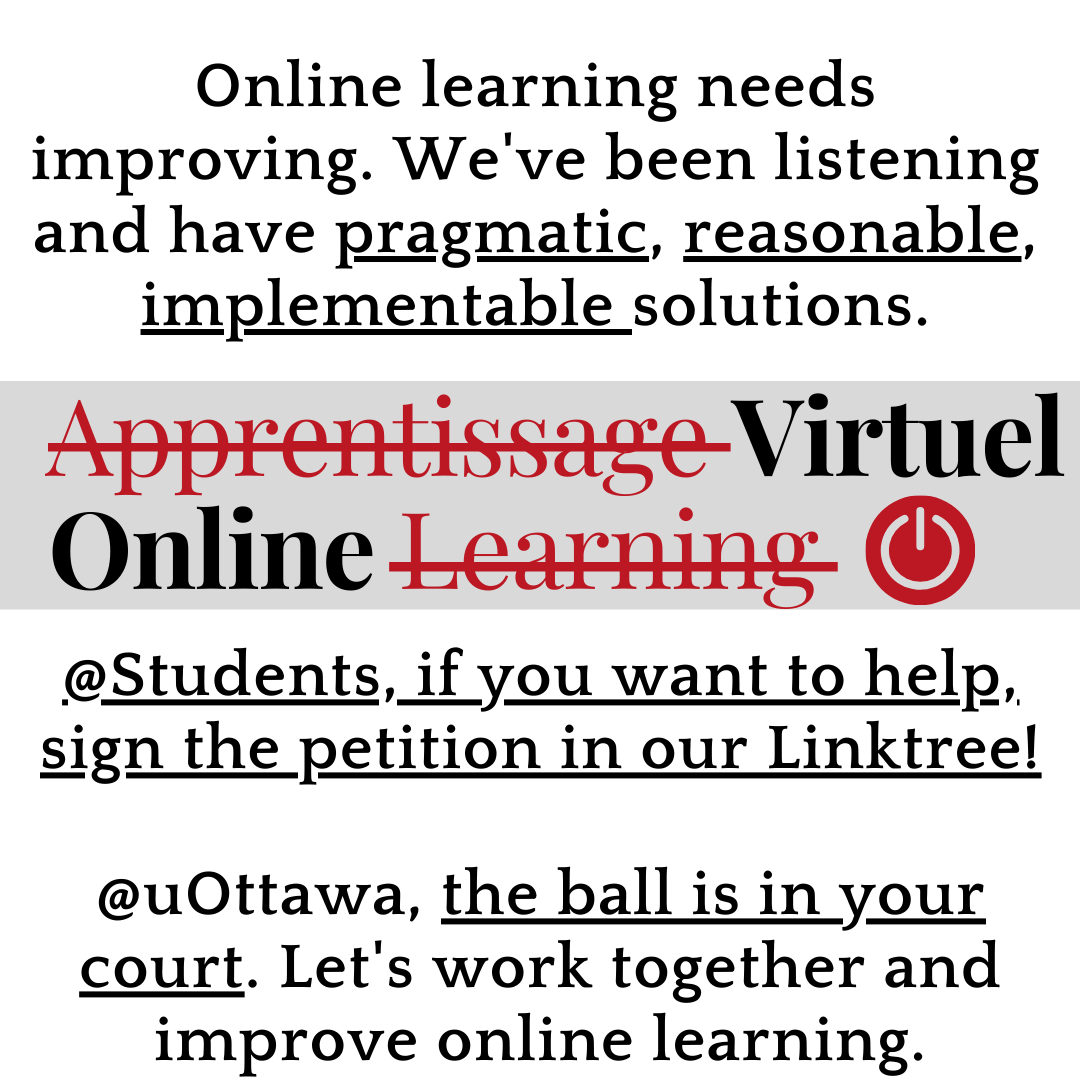 Online learning needs
improving. We've been listening
and have pragmatic, reasonable,
implementable solutions.
Apprentissage Virtuel
Online Learning
@Students, if you want to help,
sign the petition in our Linktree!
@uOttawa, the ball is in your
court. Let's work together and
improve online learning.